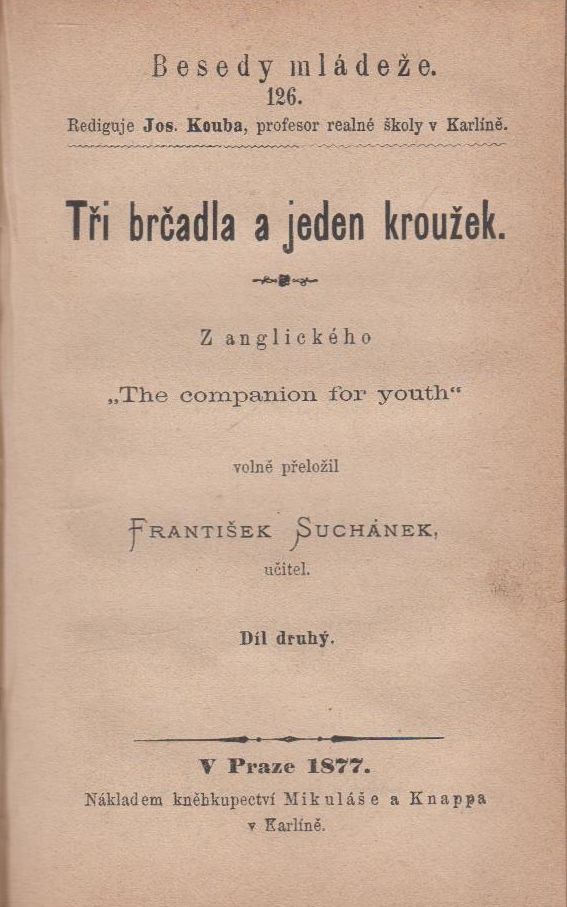 Besedy mládeže.
126.
Rediguje Jos. Kouba, profesor realné školy v Karlíně.
Tři brčadla a jeden kroužek.
Z anglického
„The companion for youth“
volně přeložil
František Suchánek,
učitel.
Díl druhý.
V Praze 1877.
Nákladem kněhkupectví Mikuláše a Knappa
v Karlíně.